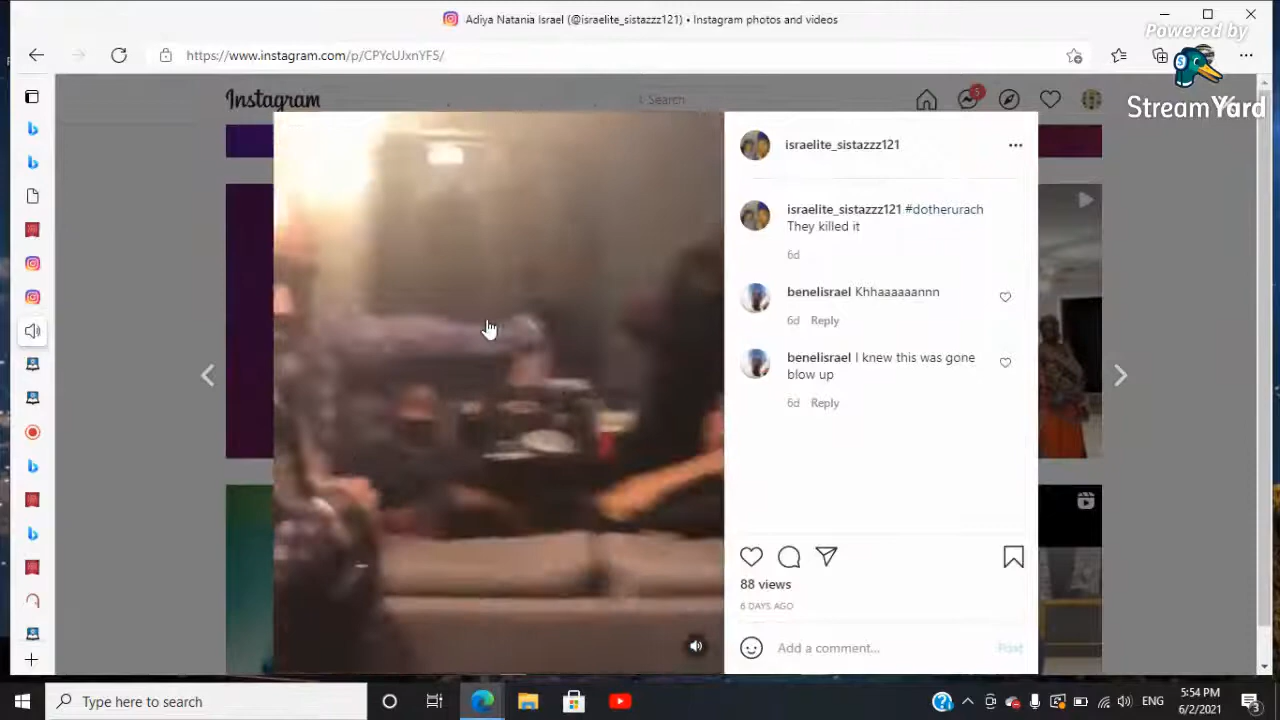 Adiya Natania Israel (@israelite_sistazzz121) • Instagram photos and videos
Powered by
https://www.instagram.com/p/CPYcUJxnYFS/
StreamYard
Instagram
Search
5
israelite_sistazzz121
israelite_sistazzz121 #dotherurach
They killed it
6d
benelisrael Khhaaaaaannn
6d Reply
benelisrael I knew this was gone
blow up
6d Reply
88 views
6 DAYS AGO
Add a comment...
Post
Type here to search
ENG
5:54 PM
6/2/2021
3